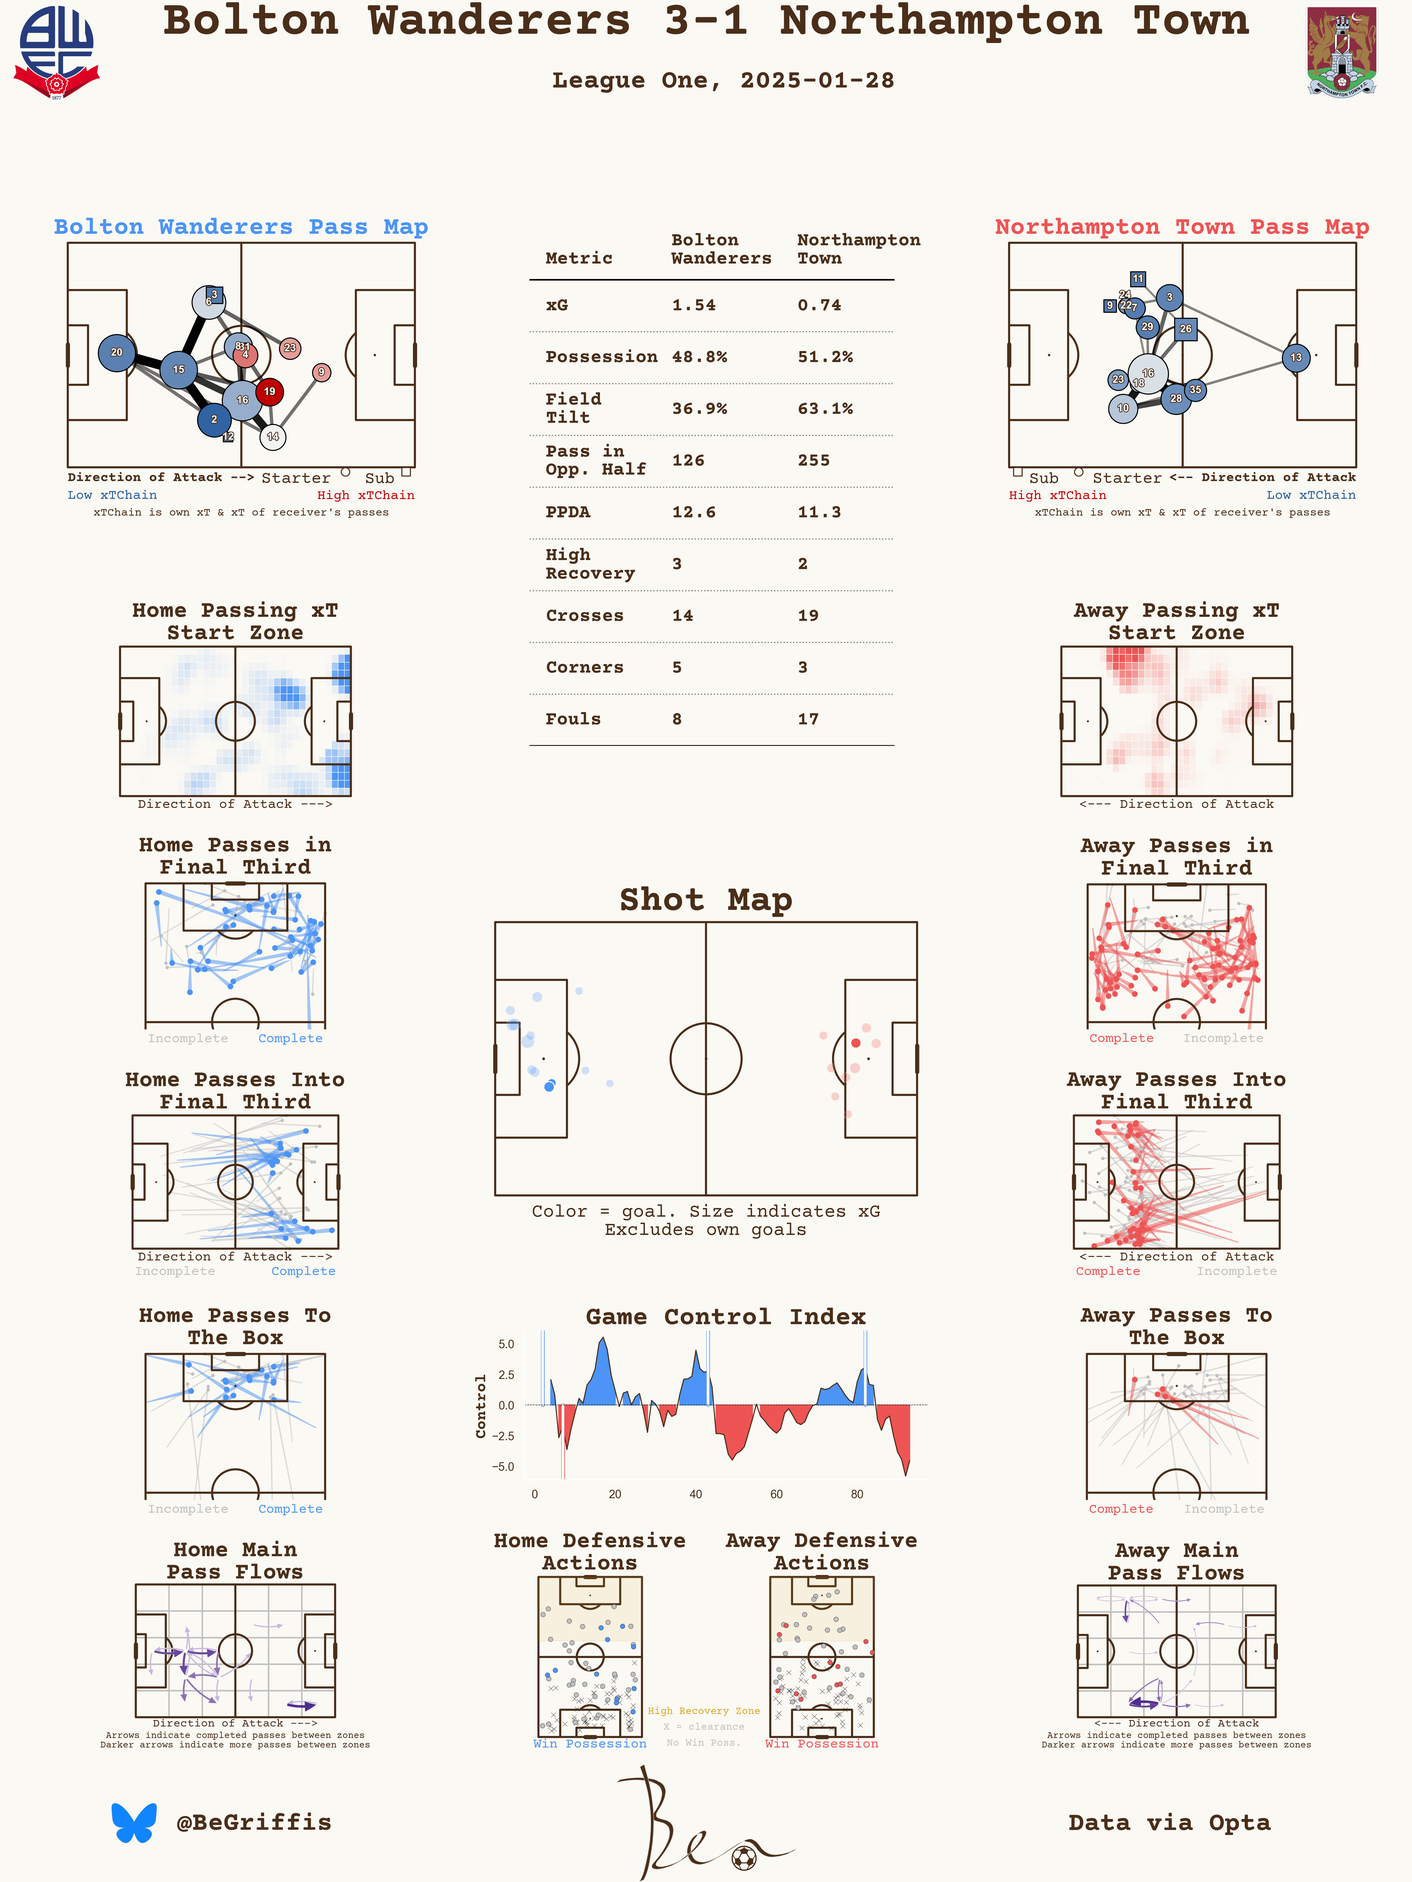 Bolton Wanderers 3-1 Northampton Town
League One, 2025-01-28
1877
NORTHAMPTON TOWN F.C.
Bolton Wanderers Pass Map
20
15
6
3
2
12
8
31
4
16
19
14
23
9
Direction of Attack --> Starter Sub
Low xTChain High xTChain
xTChain is own xT & xT of receiver's passes
Metric Bolton Wanderers Northampton Town
xG 1.54 0.74
Possession 48.8% 51.2%
Field Tilt 36.9% 63.1%
Pass in Opp. Half 126 255
PPDA 12.6 11.3
High Recovery 3 2
Crosses 14 19
Corners 5 3
Fouls 8 17
Northampton Town Pass Map
11
24
9
22
7
3
29
26
13
16
23
18
35
28
10
Sub Starter <-- Direction of Attack
High xTChain Low xTChain
xTChain is own xT & xT of receiver's passes
Home Passing xT
Start Zone
Direction of Attack --->
Away Passing xT
Start Zone
<--- Direction of Attack
Home Passes in
Final Third
Incomplete Complete
Away Passes in
Final Third
Complete Incomplete
Shot Map
Color = goal. Size indicates xG
Excludes own goals
Home Passes Into
Final Third
Direction of Attack --->
Incomplete Complete
Away Passes Into
Final Third
<--- Direction of Attack
Complete Incomplete
Home Passes To
The Box
Incomplete Complete
Game Control Index
Control
5.0
2.5
0.0
−2.5
−5.0
0 20 40 60 80
Away Passes To
The Box
Complete Incomplete
Home Main
Pass Flows
Direction of Attack --->
Arrows indicate completed passes between zones
Darker arrows indicate more passes between zones
Home Defensive
Actions
Win Possession
High Recovery Zone
X = clearance
No Win Poss.
Away Defensive
Actions
Win Possession
Away Main
Pass Flows
<--- Direction of Attack
Arrows indicate completed passes between zones
Darker arrows indicate more passes between zones
@BeGriffis
Ben
Data via Opta